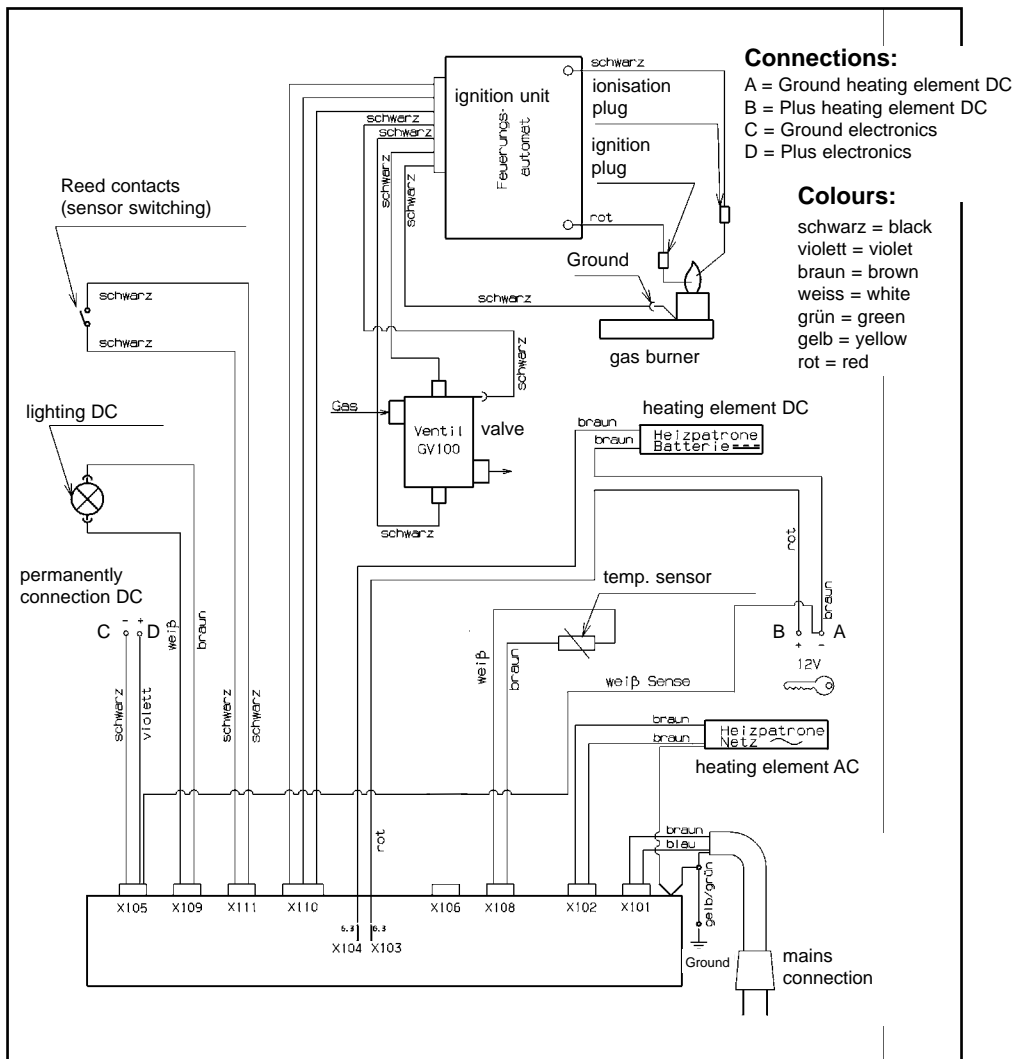 Connections:
A = Ground heating element DC
B = Plus heating element DC
C = Ground electronics
D = Plus electronics
Colours:
schwarz = black
violett = violet
braun = brown
weiss = white
grün = green
gelb = yellow
rot = red
ignition unit
Feuerungs-
automat
schwarz
ionisation
plug
ignition
plug
rot
Ground
schwarz
gas burner
schwarz
schwarz
schwarz
schwarz
Reed contacts
(sensor switching)
schwarz
schwarz
Gas
Ventil
GV100
valve
schwarz
schwarz
lighting DC
heating element DC
braun
braun
Heizpatrone
Batterie
rot
braun
permanently
connection DC
C
-
+
D
weiß
braun
schwarz
violett
schwarz
schwarz
temp. sensor
weiß
braun
B
A
+
-
12V
weiß Sense
braun
braun
Heizpatrone
Netz
heating element AC
rot
braun
blau
gelb/grün
X105
X109
X111
X110
X106
X108
X102
X101
6.3
6.3
X104
X103
Ground
mains
connection